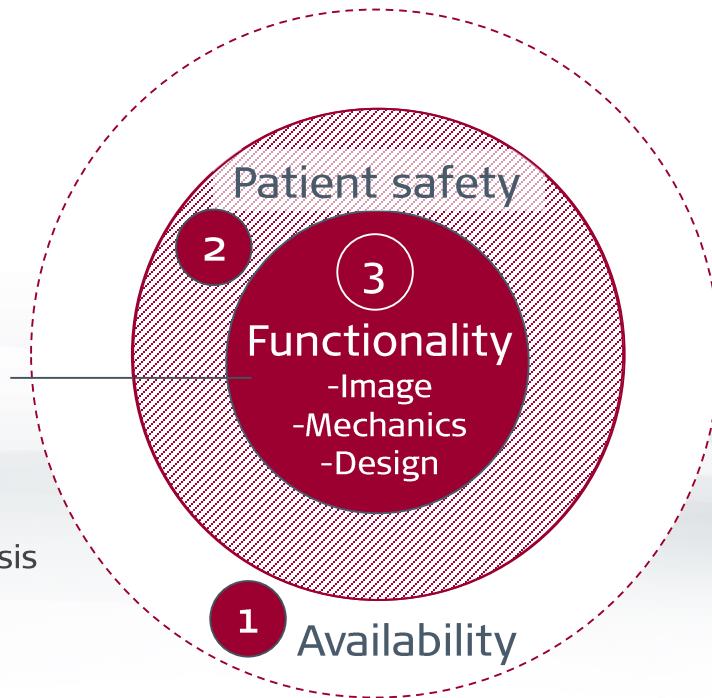 Patient safety
2
3
Functionality
-Image
-Mechanics
-Design
sis
1
Availability